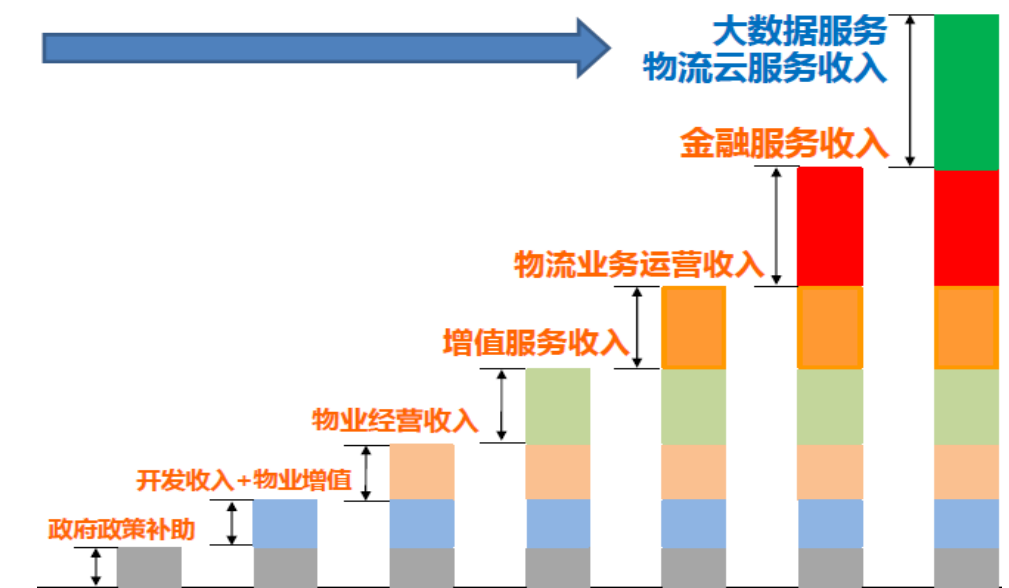 大数据服务
物流云服务收入
金融服务收入
物流业务运营收入
增值服务收入
物业经营收入
开发收入+物业增值
政府政策补助